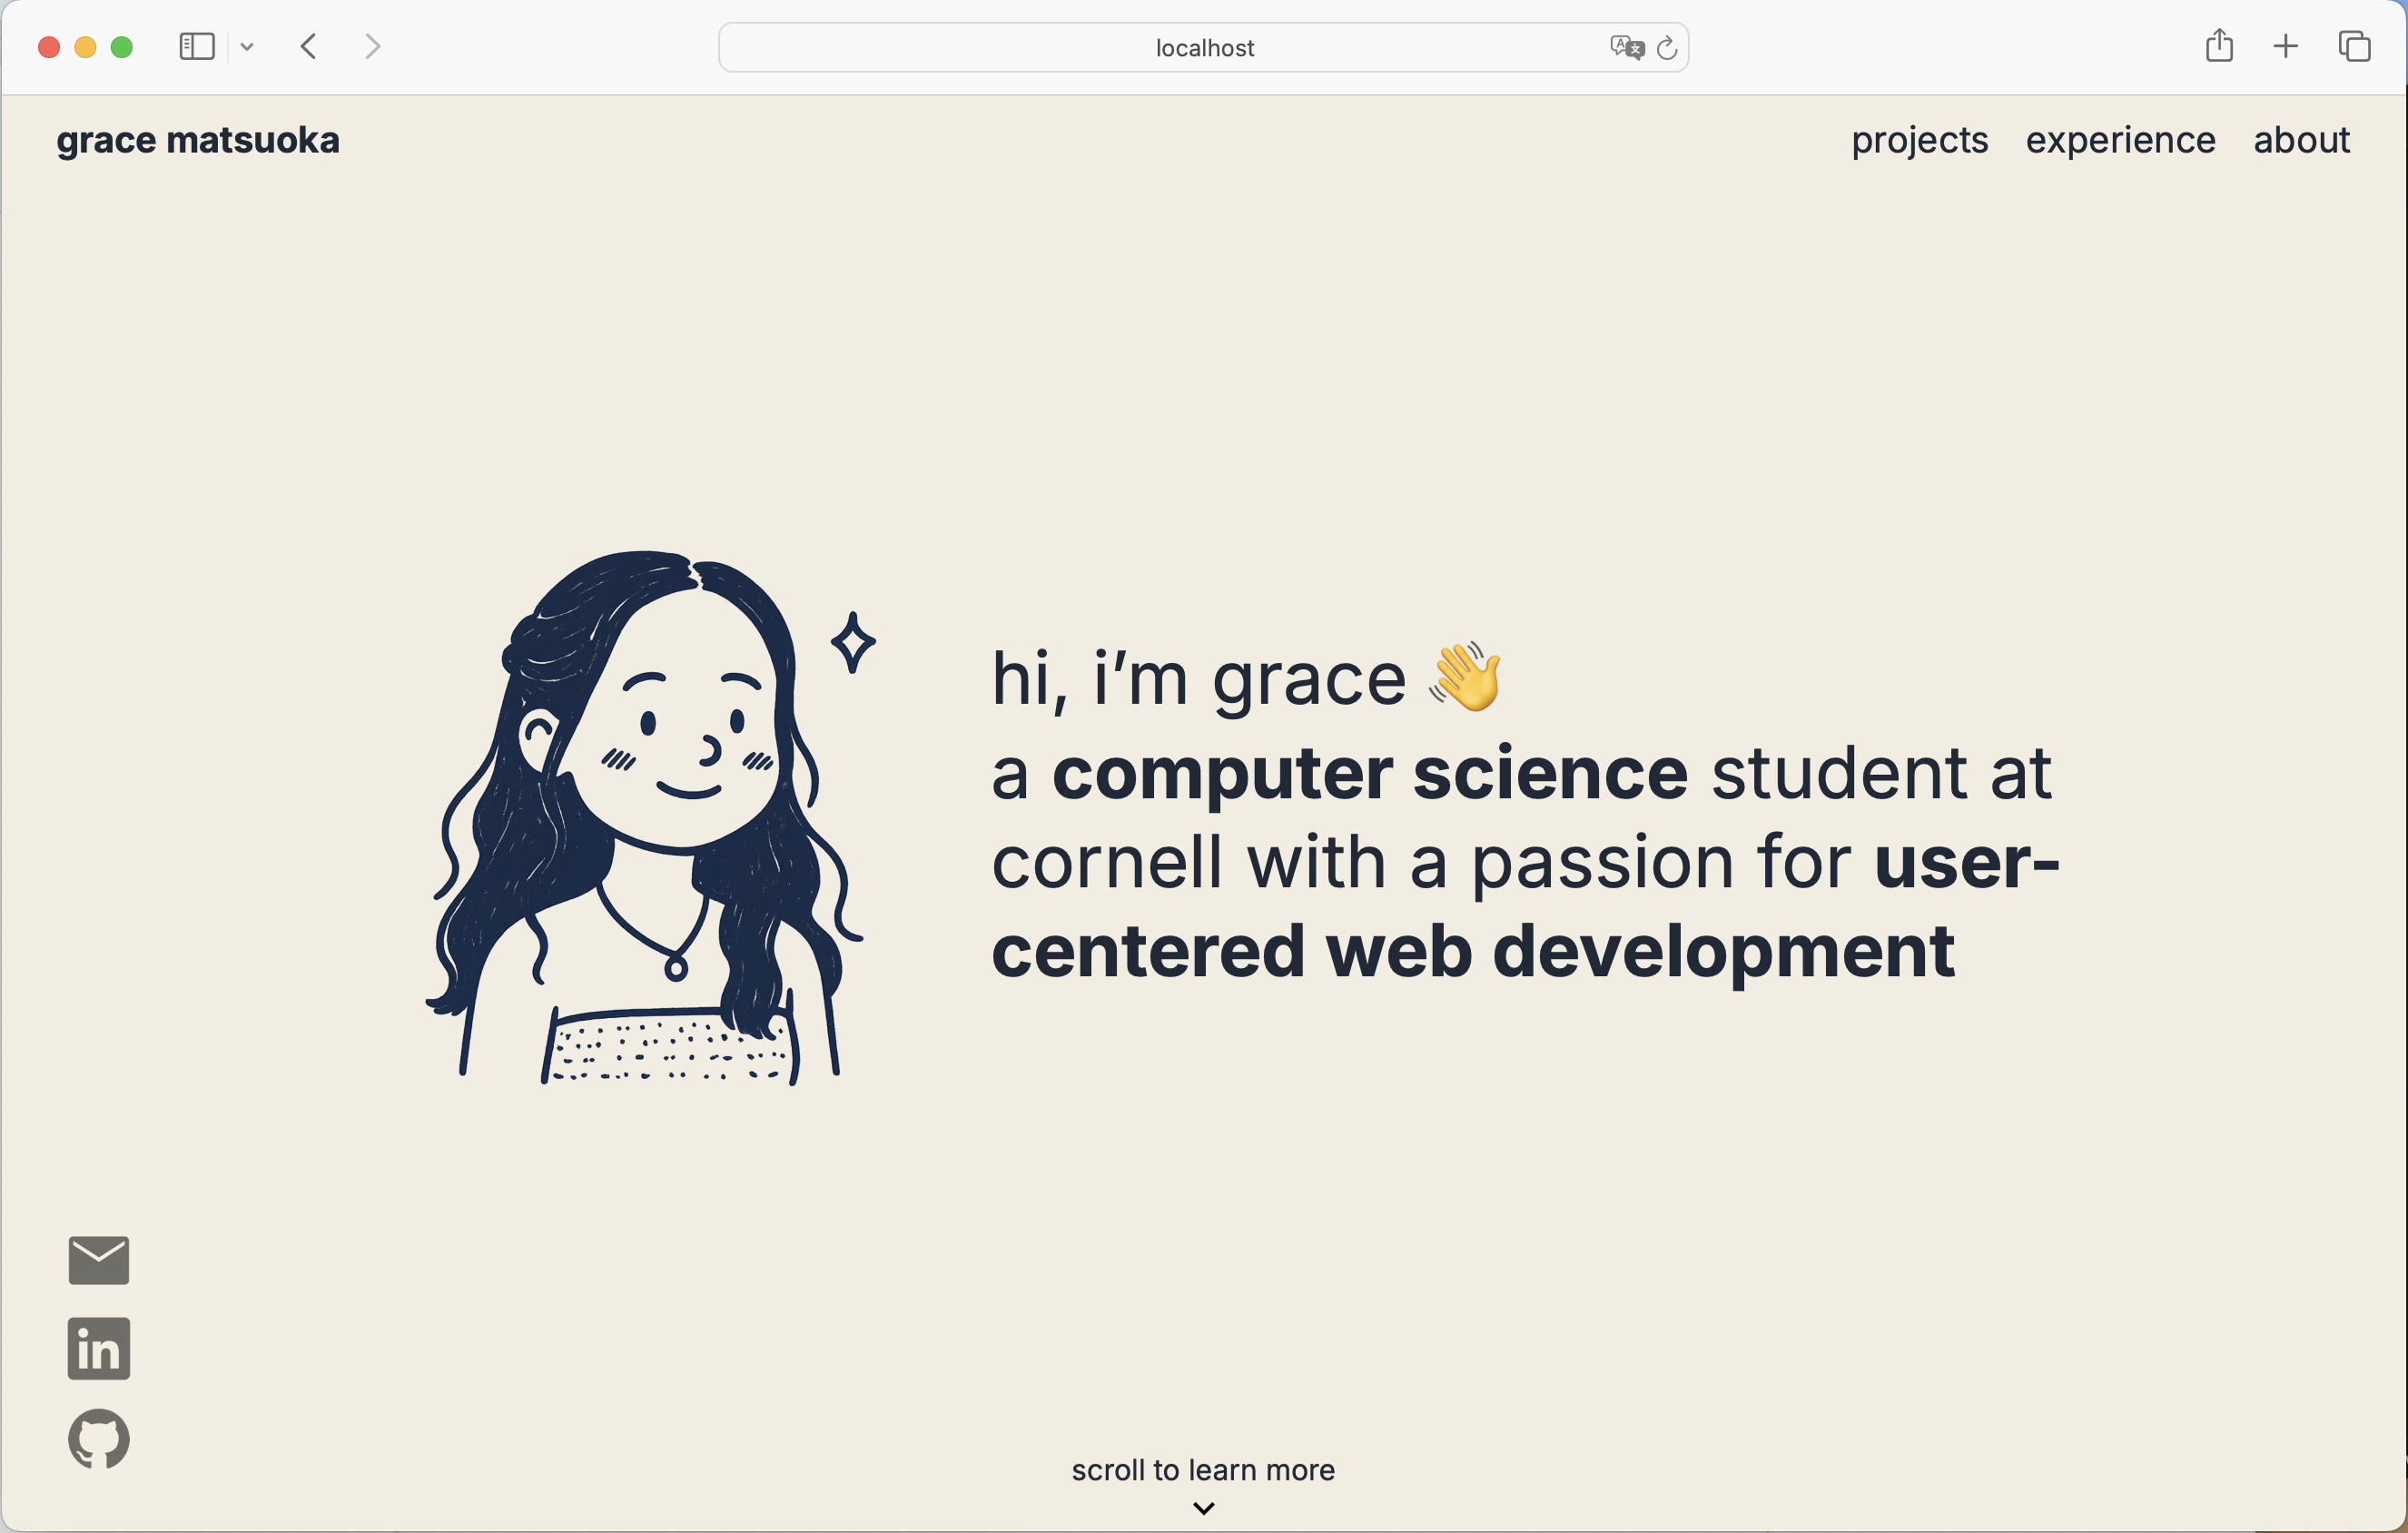 localhost
grace matsuoka
projects experience about
hi, i’m grace 👋
a computer science student at
cornell with a passion for user-
centered web development
in
scroll to learn more